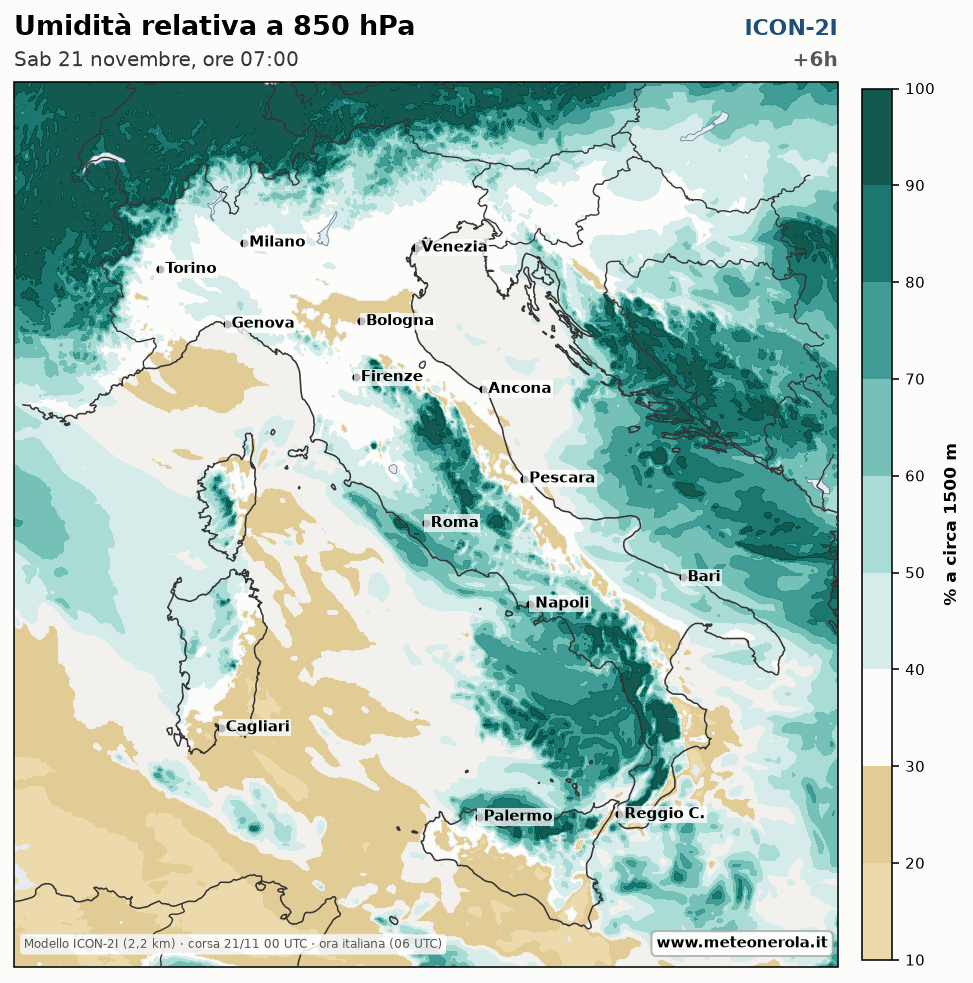 Umidità relativa a 850 hPa
ICON-2I
Sab 21 novembre, ore 07:00
+6h
100
90
80
70
60
50
40
30
20
10
% a circa 1500 m
Milano
Venezia
Torino
Genova
Bologna
Firenze
Ancona
Pescara
Roma
Bari
Napoli
Cagliari
Palermo
Reggio C.
Modello ICON-2I (2,2 km) · corsa 21/11 00 UTC · ora italiana (06 UTC)
www.meteonerola.it